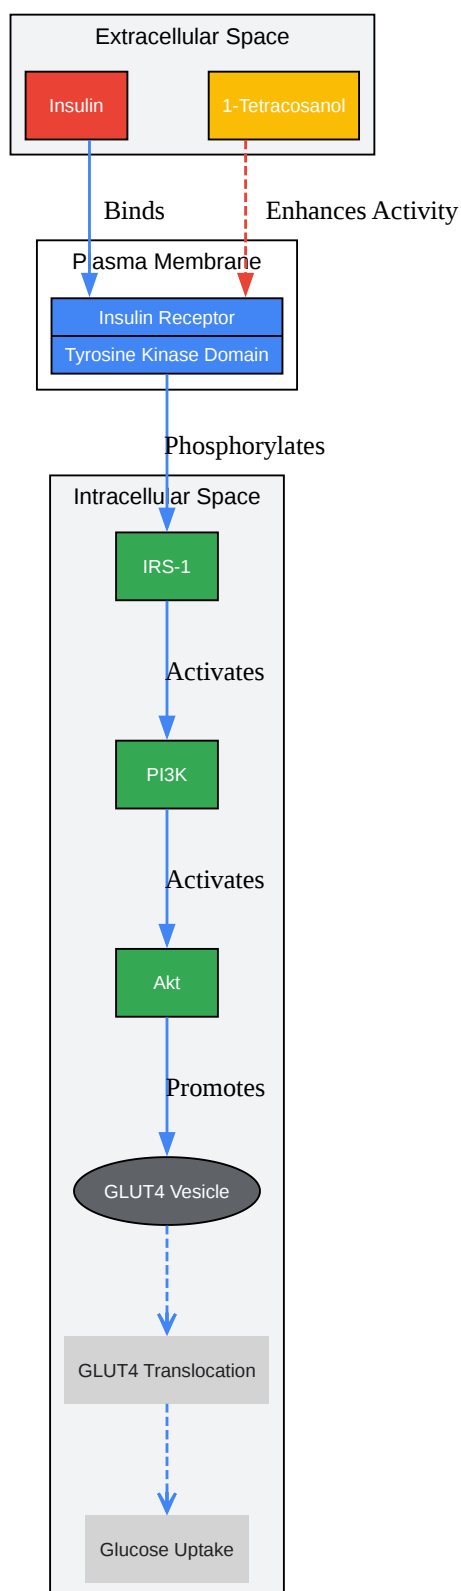 Extracellular Space
Insulin
1-Tetracosanol
Binds
Enhances Activity
Plasma Membrane
Insulin Receptor
Tyrosine Kinase Domain
Phosphorylates
Intracellular Space
IRS-1
Activates
PI3K
Activates
Akt
Promotes
GLUT4 Vesicle
GLUT4 Translocation
Glucose Uptake